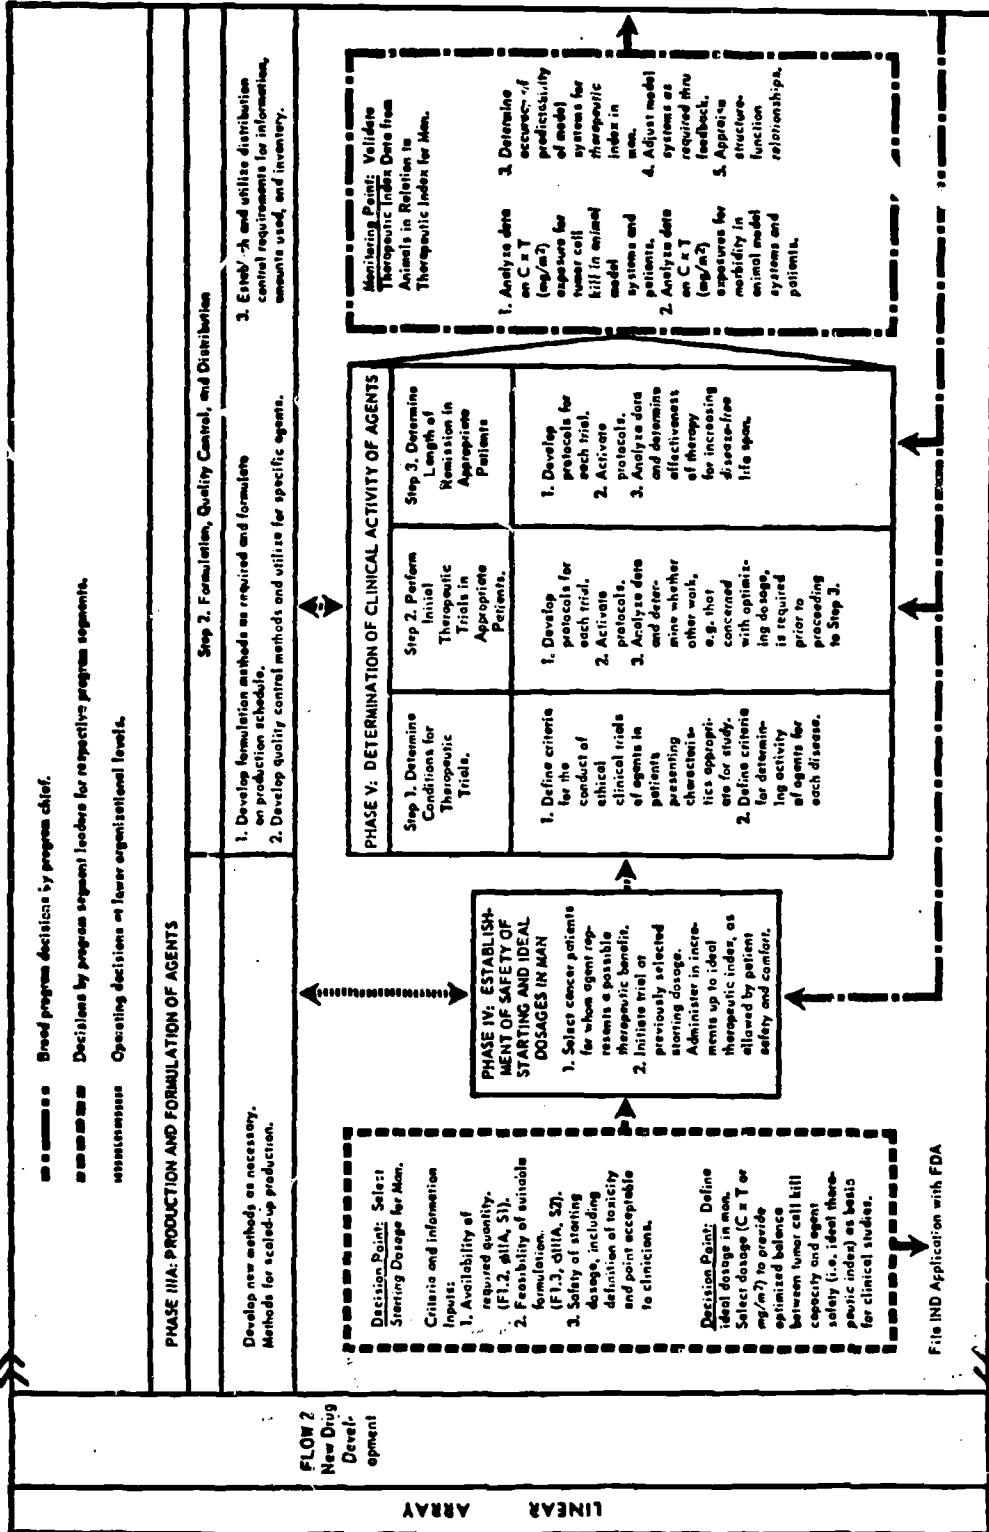 Broad program decisions by program chief.
Decisions by program segment leaders for respective program segments.
Operating decisions at lower organizational levels.
PHASE IIIA: PRODUCTION AND FORMULATION OF AGENTS
Step 2. Formulation, Quality Control, and Distribution
Develop new methods as necessary.
Methods for scaled-up production.
1. Develop formulation methods as required and formulate
on production schedule.
2. Develop quality control methods and utilize for specific agents.
3. and utilize distribution
control requirements for information,
amounts used, and inventory.
LINEAR ARRAY
FLOW 2
New Drug
Devel-
opment
Decision Point: Select
Starting Dosage for Man.
Criteria and Information
Inputs:
1. Availability of
required quantity.
(F1.2, øIIIA, S1).
2. Feasibility of suitable
formulation.
(F1.3, øIIIA, S2).
3. Safety of starting
dosage, including
definition of toxicity
and point acceptable
to clinicians.
Decision Point: Define
ideal dosage in man.
Select dosage (C x T or
mg/m²) to provide
optimized balance
between tumor cell kill
capacity and agent
safety (i.e. ideal thera-
peutic index) as basis
for clinical studies.
File IND Application with FDA
PHASE IV: ESTABLISH-
MENT OF SAFETY OF
STARTING AND IDEAL
DOSAGES IN MAN
1. Select cancer patients
for whom agent rep-
resents a possible
therapeutic benefit.
2. Initiate trial at
previously selected
starting dosage.
Administer in incre-
ments up to ideal
therapeutic index, as
allowed by patient
safety and comfort.
PHASE V: DETERMINATION OF CLINICAL ACTIVITY OF AGENTS
Step 1. Determine
Conditions for
Therapeutic
Trials.
1. Define criteria
for the
conduct of
ethical
clinical trials
of agents in
patients
presenting
characteris-
tics appropri-
ate for study.
2. Define criteria
for determin-
ing activity
of agents for
each disease.
Step 2. Perform
Initial
Therapeutic
Trials in
Appropriate
Patients.
1. Develop
protocols for
each trial.
2. Activate
protocols.
3. Analyze data
and deter-
mine whether
other work,
e.g. that
concerned
with optimiz-
ing dosage,
is required
prior to
proceeding
to Step 3.
Step 3. Determine
Length of
Remission in
Appropriate
Patients
1. Develop
protocols for
each trial.
2. Activate
protocols.
3. Analyze data
and determine
effectiveness
of therapy
for increasing
disease-free
life span.
Monitoring Point: Validate
Therapeutic Index Data from
Animals in Relation to
Therapeutic Index for Man.
1. Analyze data
on C x T
(mg/m²)
exposure for
tumor cell
kill in animal
model
systems and
patients.
2. Analyze data
on C x T
(mg/m²)
exposures for
morbidity in
animal model
systems and
patients.
3. Determine
accuracy of
predictability
of model
systems for
therapeutic
index in
man.
4. Adjust model
systems as
required thru
feedback.
5. Appraise
structure-
function
relationships.